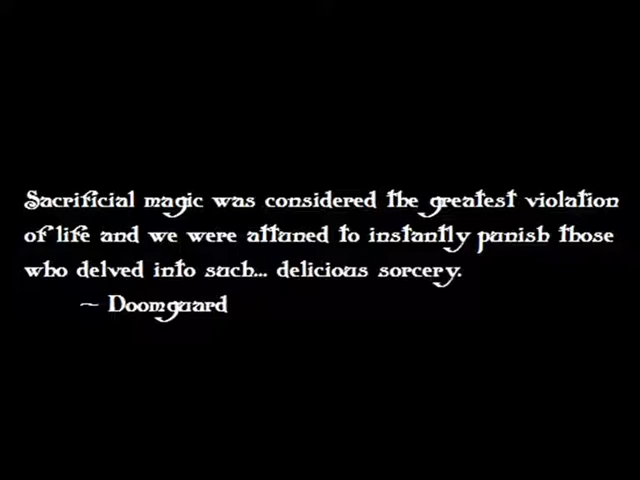 Sacrificial magic was considered the greatest violation
of life and we were attuned to instantly punish those
who delved into such... delicious sorcery.
~ Doomguard